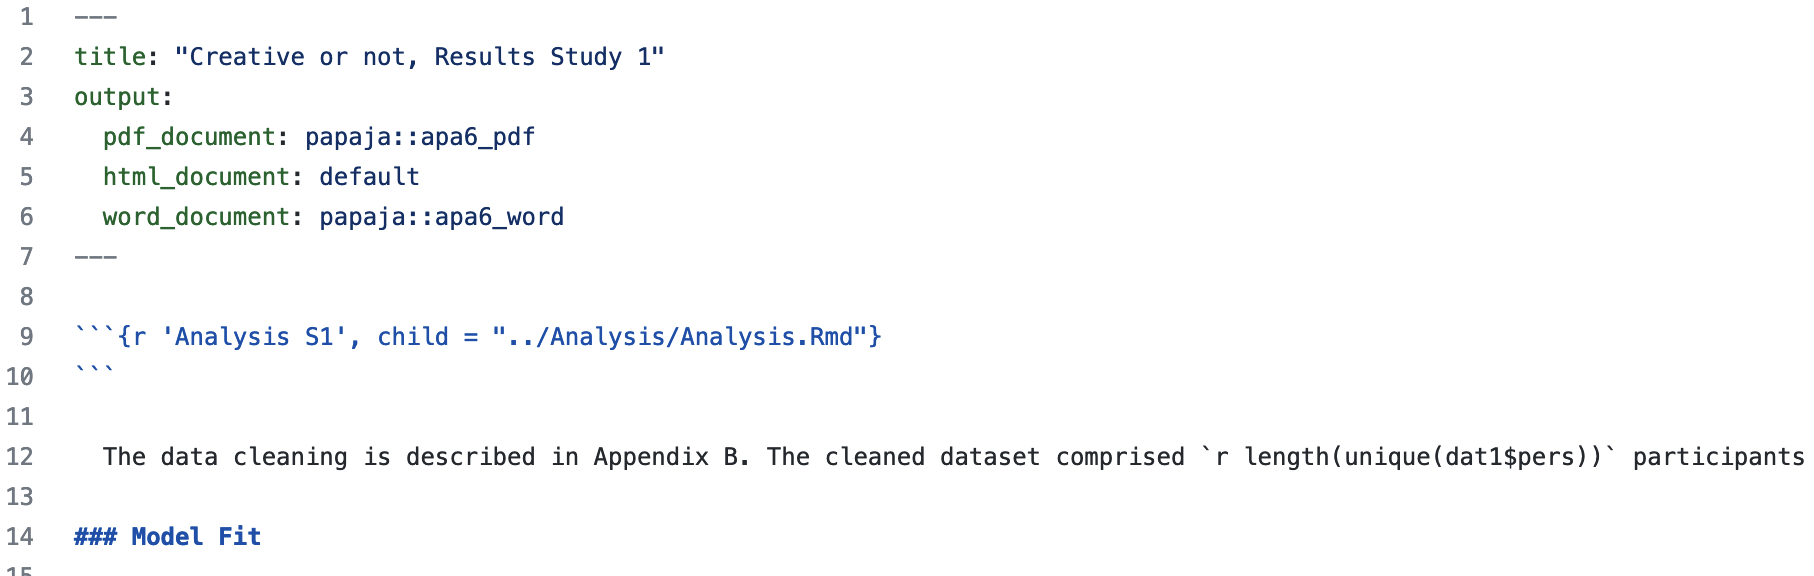 1 ---
2 title: "Creative or not, Results Study 1"
3 output:
4   pdf_document: papaja::apa6_pdf
5   html_document: default
6   word_document: papaja::apa6_word
7 ---
8
9 ```{r 'Analysis S1', child = "../Analysis/Analysis.Rmd"}
10 ```
11
12   The data cleaning is described in Appendix B. The cleaned dataset comprised `r length(unique(dat1$pers))` participants
13
14 ### Model Fit
15